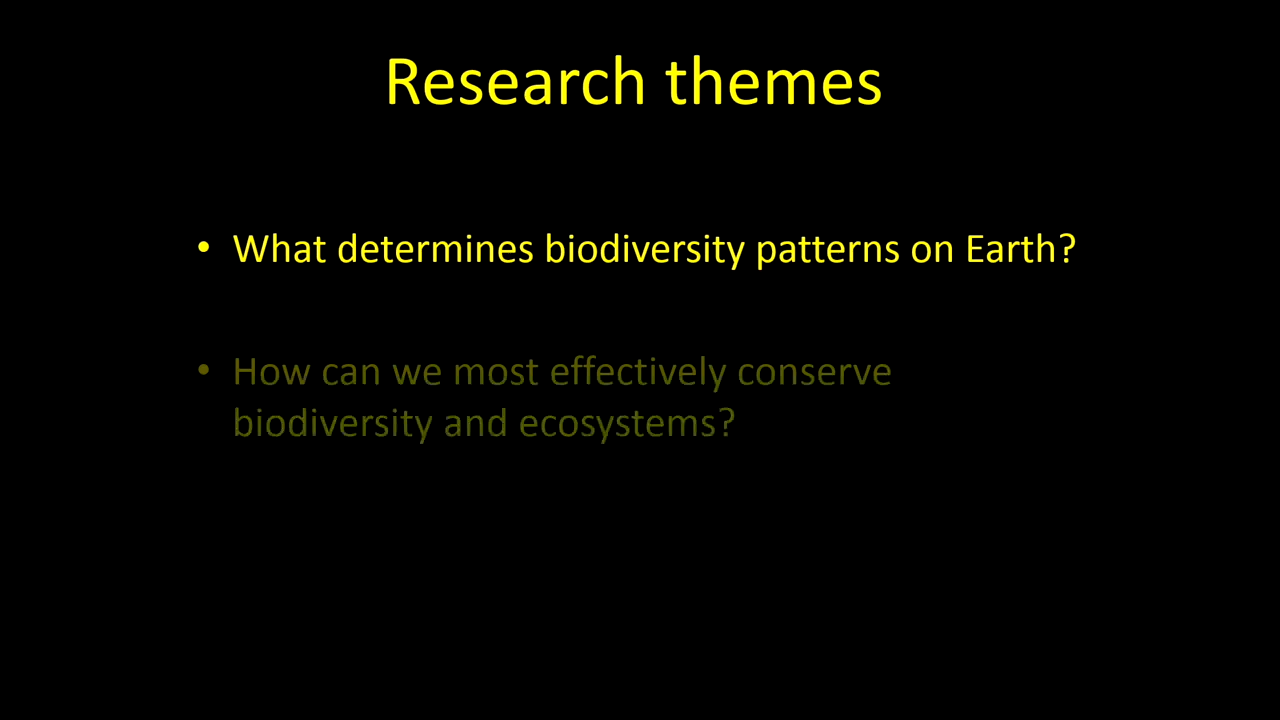 Research themes
• What determines biodiversity patterns on Earth?
• How can we most effectively conserve
biodiversity and ecosystems?